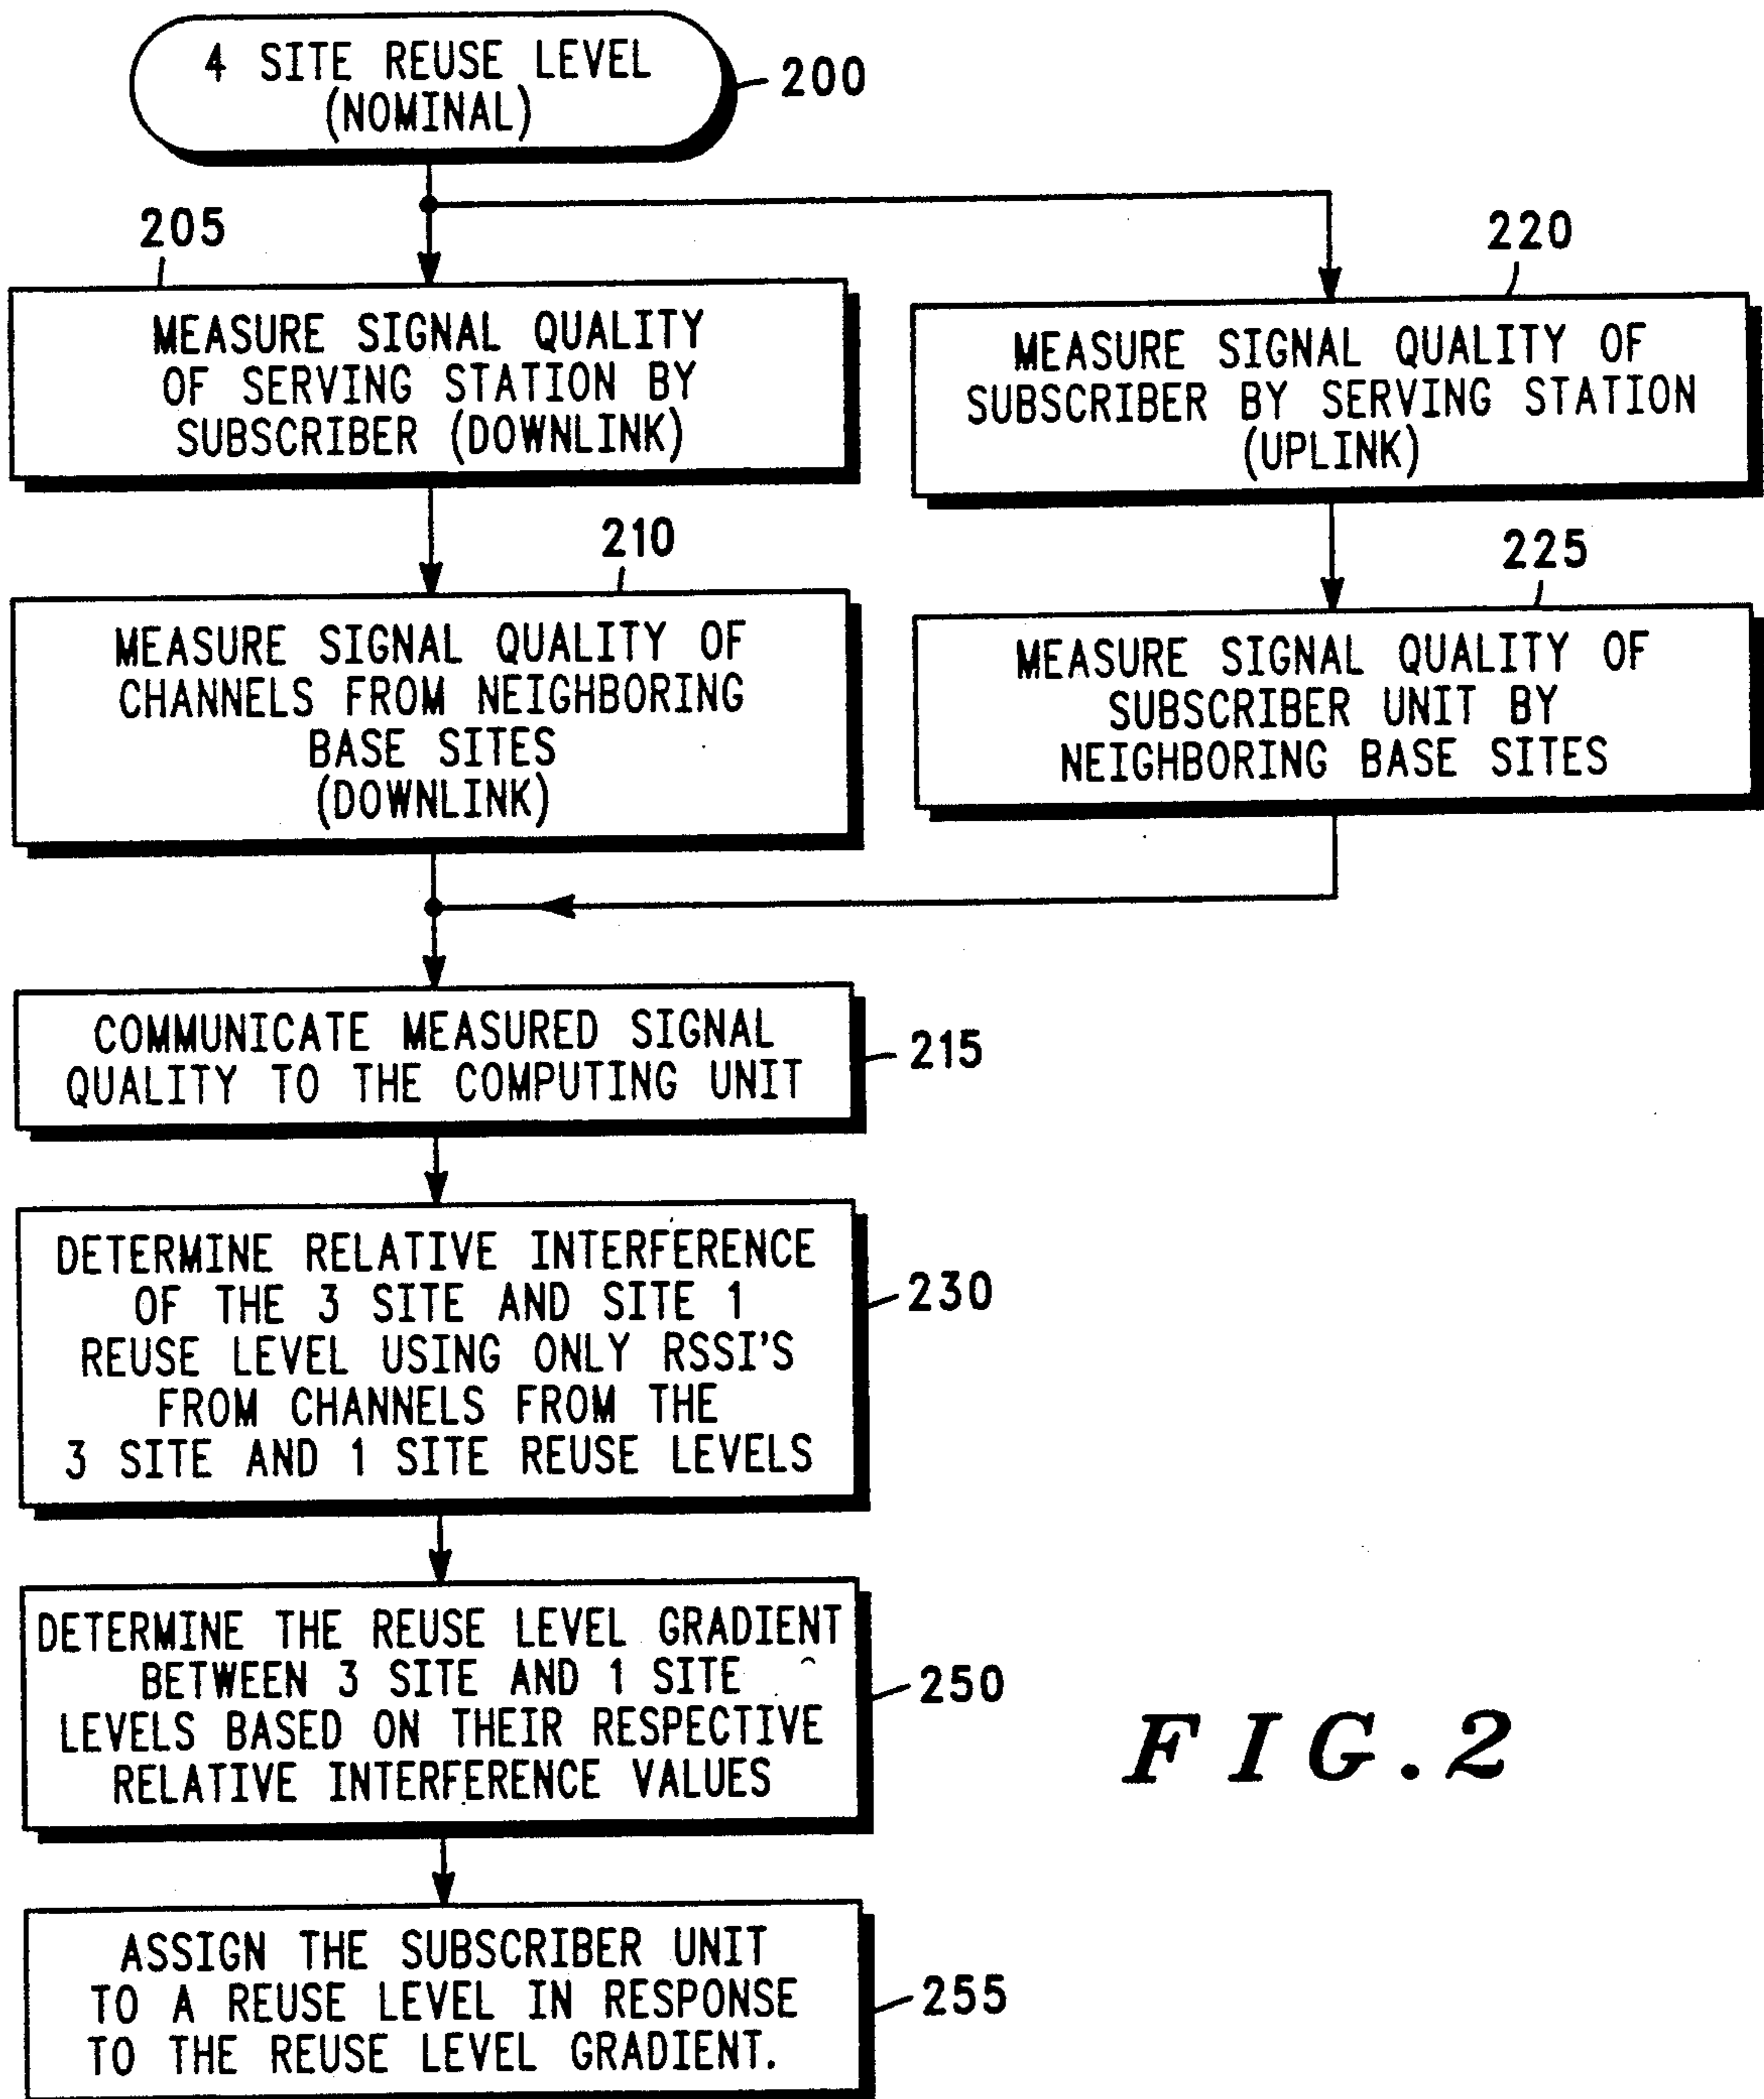 4 SITE REUSE LEVEL
(NOMINAL)
200
205
MEASURE SIGNAL QUALITY
OF SERVING STATION BY
SUBSCRIBER (DOWNLINK)
220
MEASURE SIGNAL QUALITY OF
SUBSCRIBER BY SERVING STATION
(UPLINK)
210
MEASURE SIGNAL QUALITY OF
CHANNELS FROM NEIGHBORING
BASE SITES
(DOWNLINK)
225
MEASURE SIGNAL QUALITY OF
SUBSCRIBER UNIT BY
NEIGHBORING BASE SITES
COMMUNICATE MEASURED SIGNAL
QUALITY TO THE COMPUTING UNIT
215
DETERMINE RELATIVE INTERFERENCE
OF THE 3 SITE AND SITE 1
REUSE LEVEL USING ONLY RSSI'S
FROM CHANNELS FROM THE
3 SITE AND 1 SITE REUSE LEVELS
230
DETERMINE THE REUSE LEVEL GRADIENT
BETWEEN 3 SITE AND 1 SITE
LEVELS BASED ON THEIR RESPECTIVE
RELATIVE INTERFERENCE VALUES
250
ASSIGN THE SUBSCRIBER UNIT
TO A REUSE LEVEL IN RESPONSE
TO THE REUSE LEVEL GRADIENT.
255
FIG.2